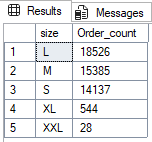 Results Messages
size Order_count
1 L 18526
2 M 15385
3 S 14137
4 XL 544
5 XXL 28